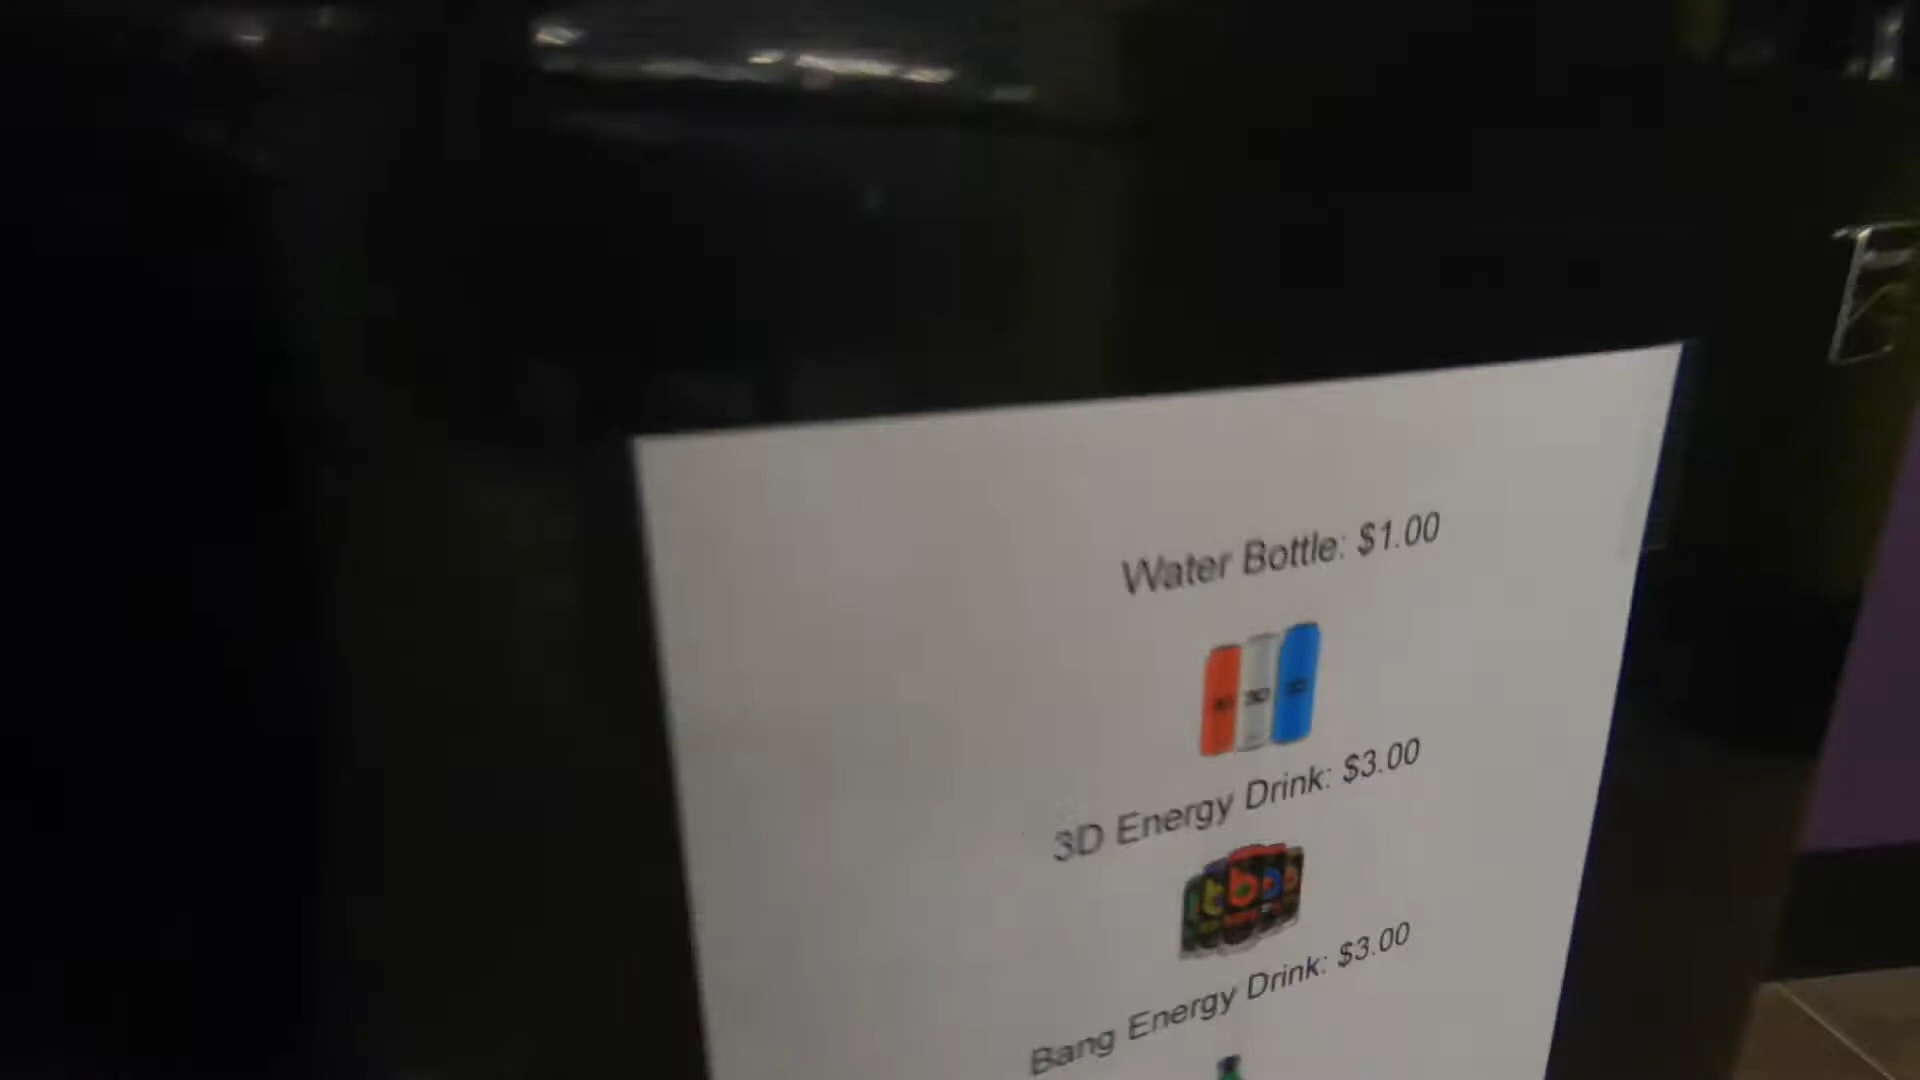 Water Bottle: $1.00
3D Energy Drink: $3.00
Bang Energy Drink: $3.00